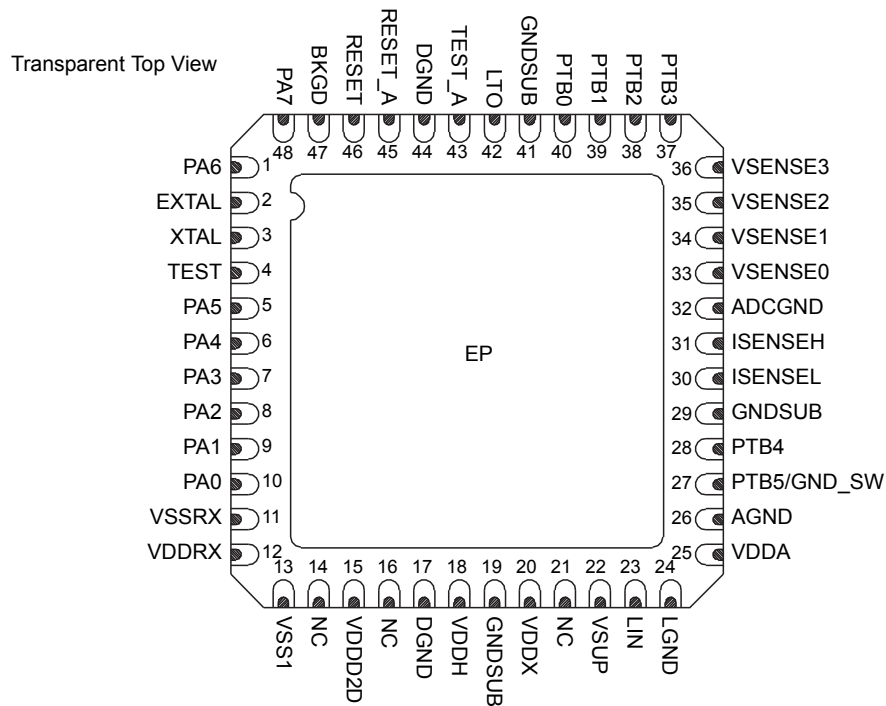 Transparent Top View
PA7
BKGD
RESET
RESET_A
DGND
TEST_A
LTO
GNDSUB
PTB0
PTB1
PTB2
PTB3
48 47 46 45 44 43 42 41 40 39 38 37
PA6 1
EXTAL 2
XTAL 3
TEST 4
PA5 5
PA4 6
PA3 7
PA2 8
PA1 9
PA0 10
VSSRX 11
VDDRX 12
EP
36 VSENSE3
35 VSENSE2
34 VSENSE1
33 VSENSE0
32 ADCGND
31 ISENSEH
30 ISENSEL
29 GNDSUB
28 PTB4
27 PTB5/GND_SW
26 AGND
25 VDDA
13 14 15 16 17 18 19 20 21 22 23 24
VSS1
NC
VDDD2D
NC
DGND
VDDH
GNDSUB
VDDX
NC
VSUP
LIN
LGND